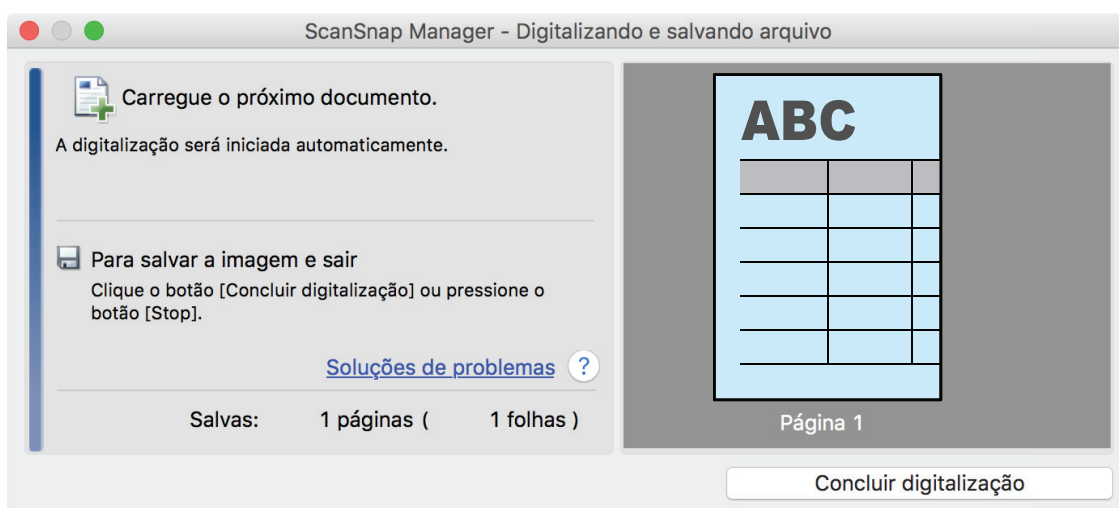 ScanSnap Manager - Digitalizando e salvando arquivo
Carregue o próximo documento.
A digitalização será iniciada automaticamente.
Para salvar a imagem e sair
Clique o botão [Concluir digitalização] ou pressione o
botão [Stop].
Soluções de problemas ?
Salvas: 1 páginas ( 1 folhas )
ABC
Página 1
Concluir digitalização